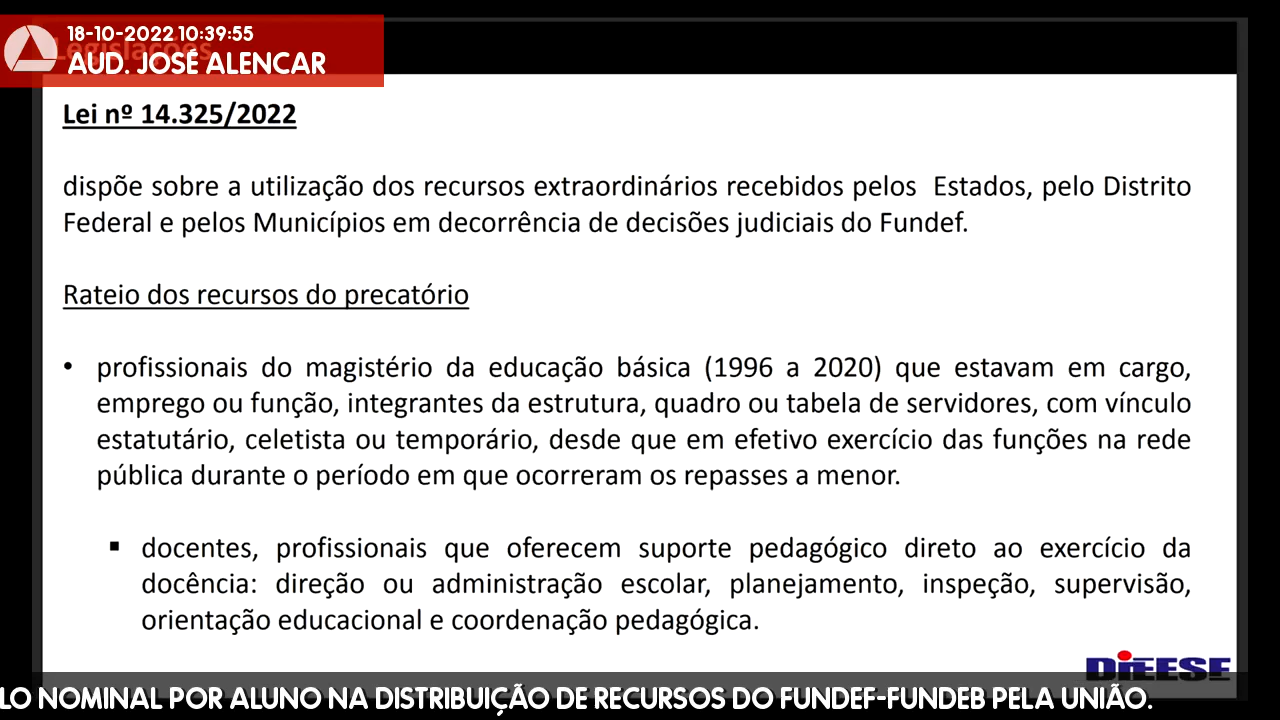 18-10-2022 10:39:55
Legislações
AUD. JOSÉ ALENCAR
Lei nº 14.325/2022
dispõe sobre a utilização dos recursos extraordinários recebidos pelos Estados, pelo Distrito
Federal e pelos Municípios em decorrência de decisões judiciais do Fundef.
Rateio dos recursos do precatório
• profissionais do magistério da educação básica (1996 a 2020) que estavam em cargo,
emprego ou função, integrantes da estrutura, quadro ou tabela de servidores, com vínculo
estatutário, celetista ou temporário, desde que em efetivo exercício das funções na rede
pública durante o período em que ocorreram os repasses a menor.
▪ docentes, profissionais que oferecem suporte pedagógico direto ao exercício da
docência: direção ou administração escolar, planejamento, inspeção, supervisão,
orientação educacional e coordenação pedagógica.
DIEESE
LO NOMINAL POR ALUNO NA DISTRIBUIÇÃO DE RECURSOS DO FUNDEF-FUNDEB PELA UNIÃO.